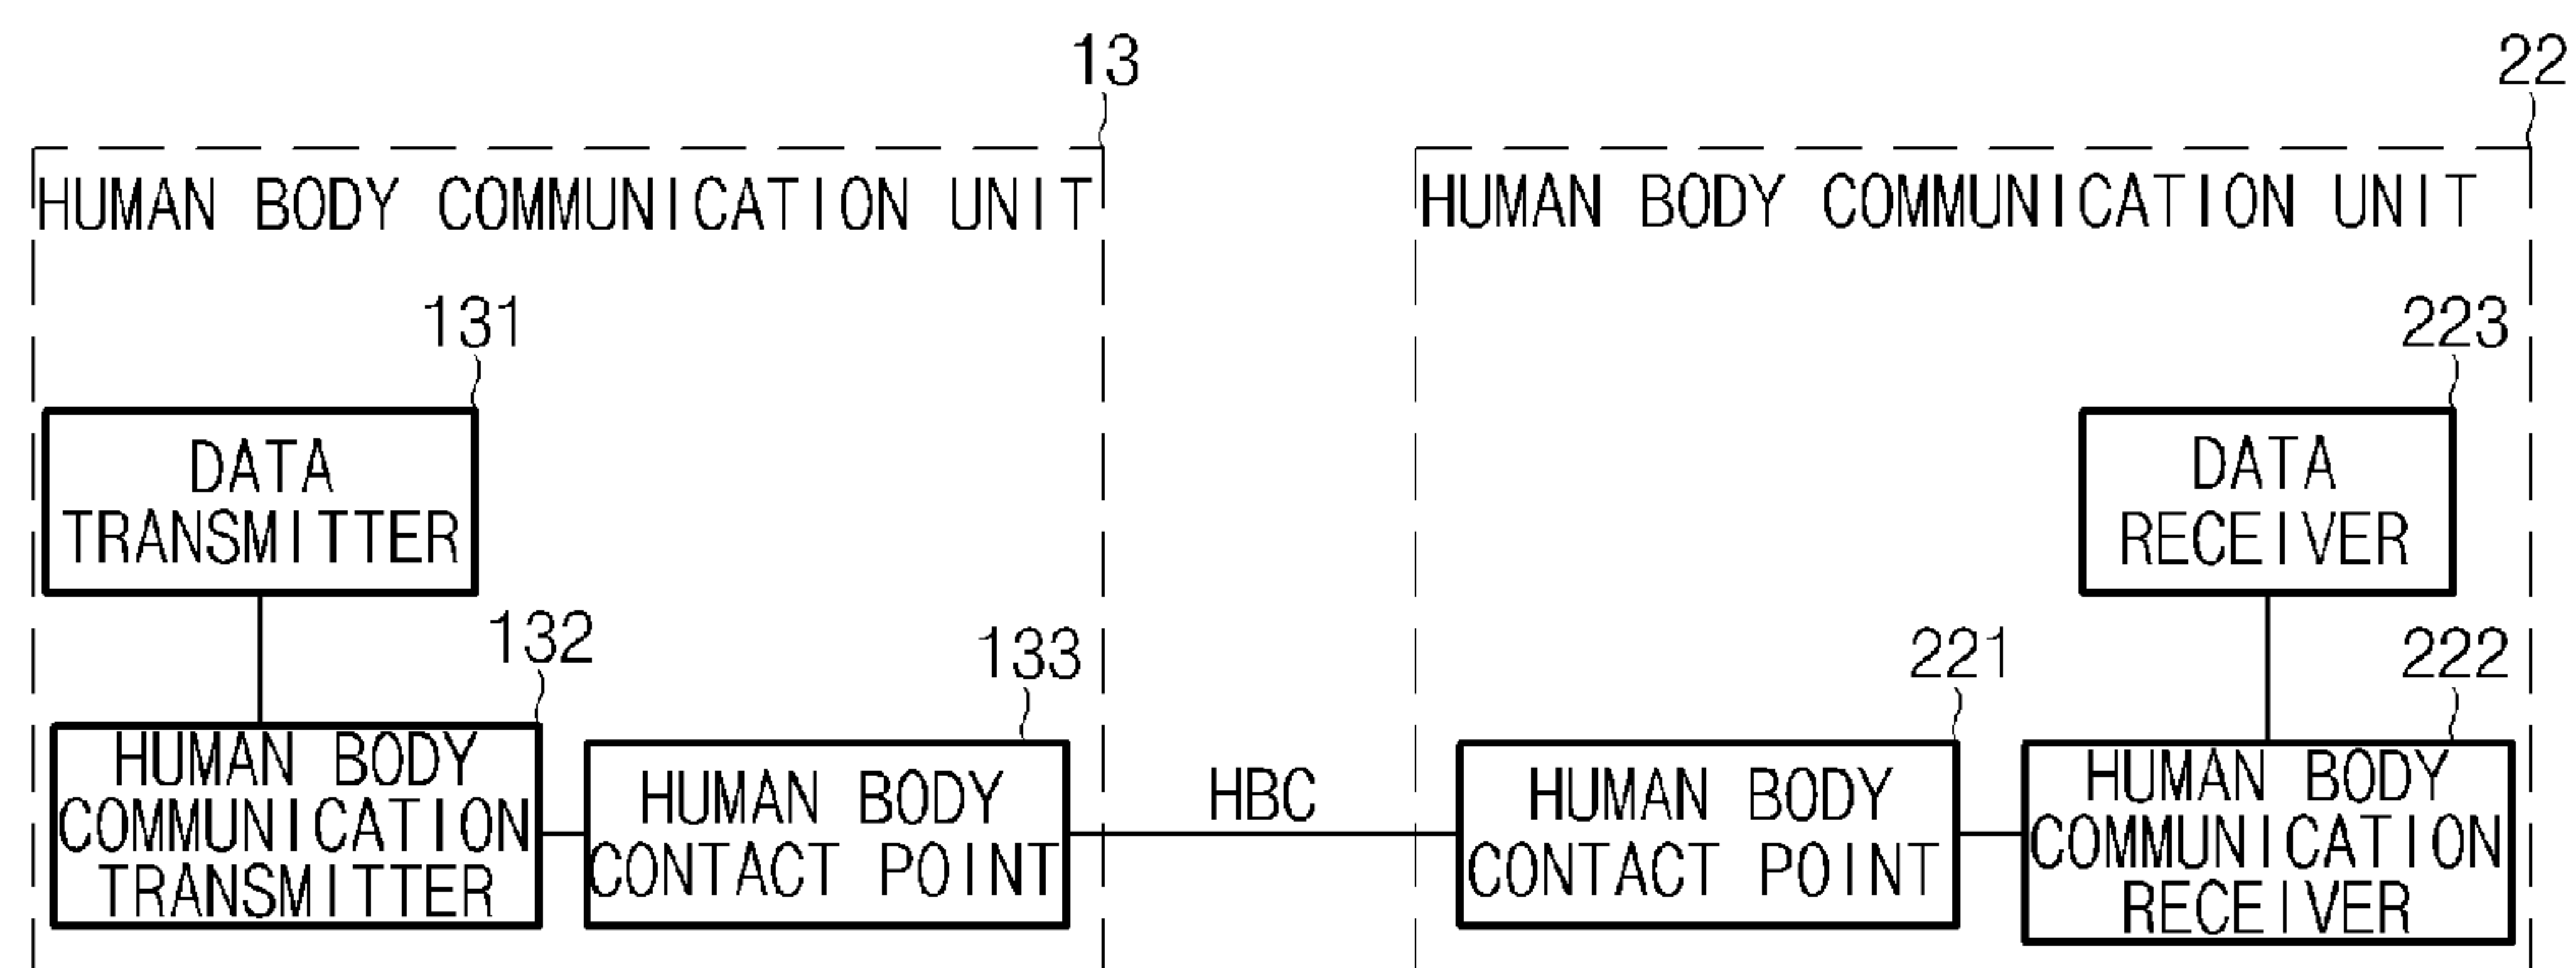 13
22
HUMAN BODY COMMUNICATION UNIT
HUMAN BODY COMMUNICATION UNIT
131
223
DATA
TRANSMITTER
DATA
RECEIVER
132
133
221
222
HUMAN BODY
COMMUNICATION
TRANSMITTER
HUMAN BODY
CONTACT POINT
HBC
HUMAN BODY
CONTACT POINT
HUMAN BODY
COMMUNICATION
RECEIVER